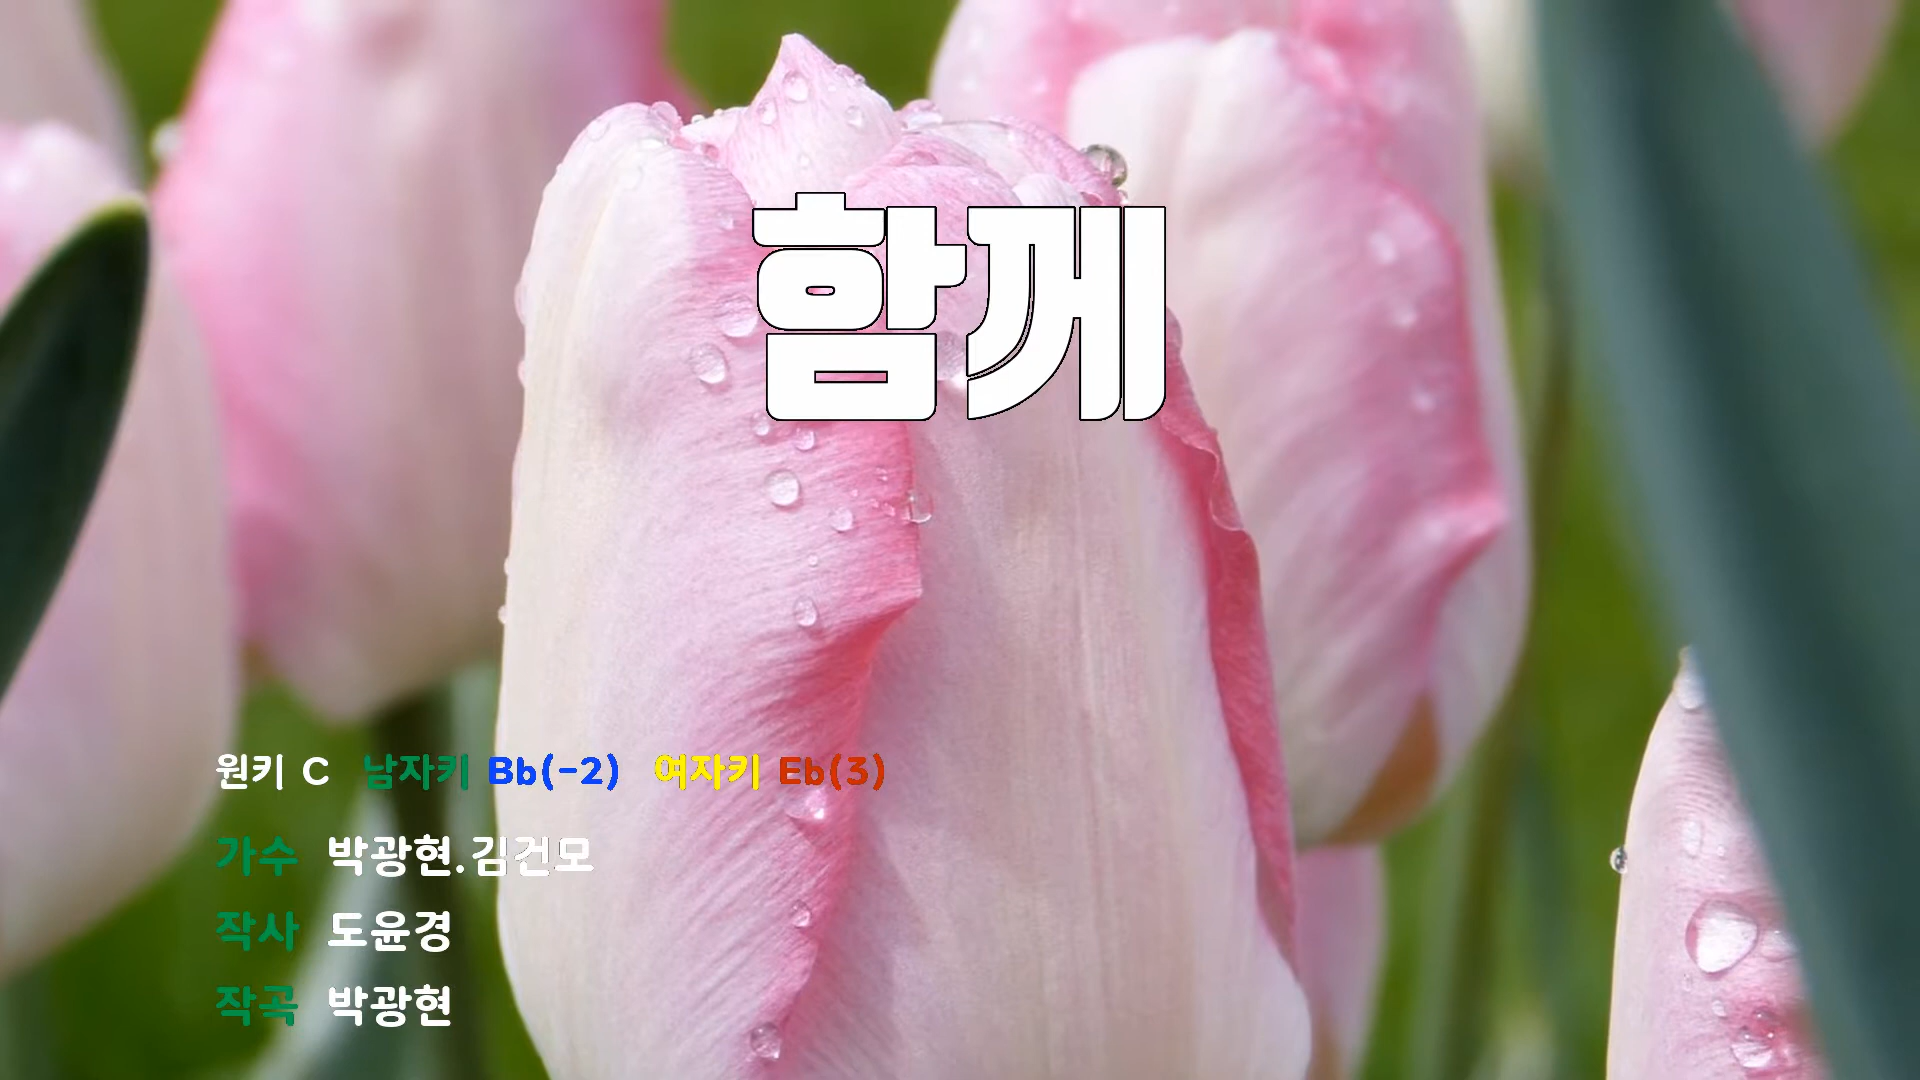 함께
원키 C 남자키 Bb(-2) 여자키 Eb(3)
가수 박광현.김건모
작사 도윤경
작곡 박광현